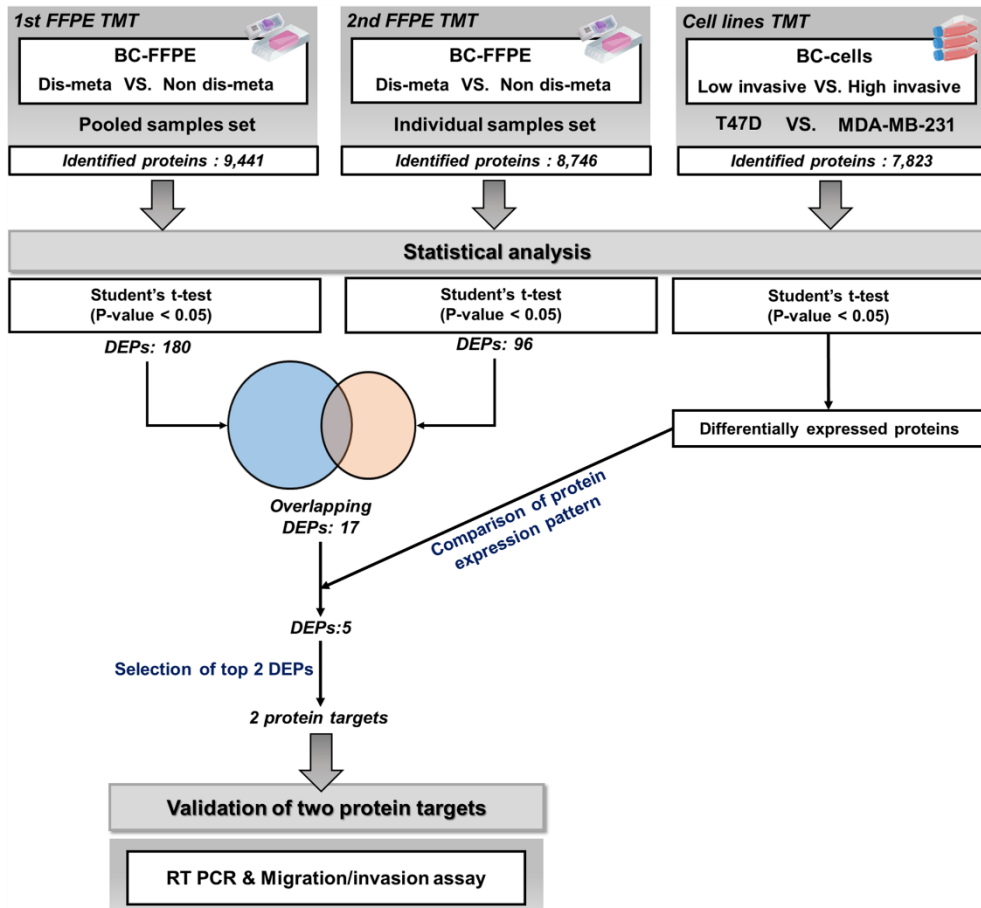 1st FFPE TMT
BC-FFPE
Dis-meta VS. Non dis-meta
Pooled samples set
Identified proteins : 9,441
2nd FFPE TMT
BC-FFPE
Dis-meta VS. Non dis-meta
Individual samples set
Identified proteins : 8,746
Cell lines TMT
BC-cells
Low invasive VS. High invasive
T47D VS. MDA-MB-231
Identified proteins : 7,823
Statistical analysis
Student's t-test
(P-value < 0.05)
DEPs: 180
Student's t-test
(P-value < 0.05)
DEPs: 96
Student's t-test
(P-value < 0.05)
Differentially expressed proteins
Overlapping
DEPs: 17
Comparison of protein
expression pattern
DEPs:5
Selection of top 2 DEPs
2 protein targets
Validation of two protein targets
RT PCR & Migration/invasion assay